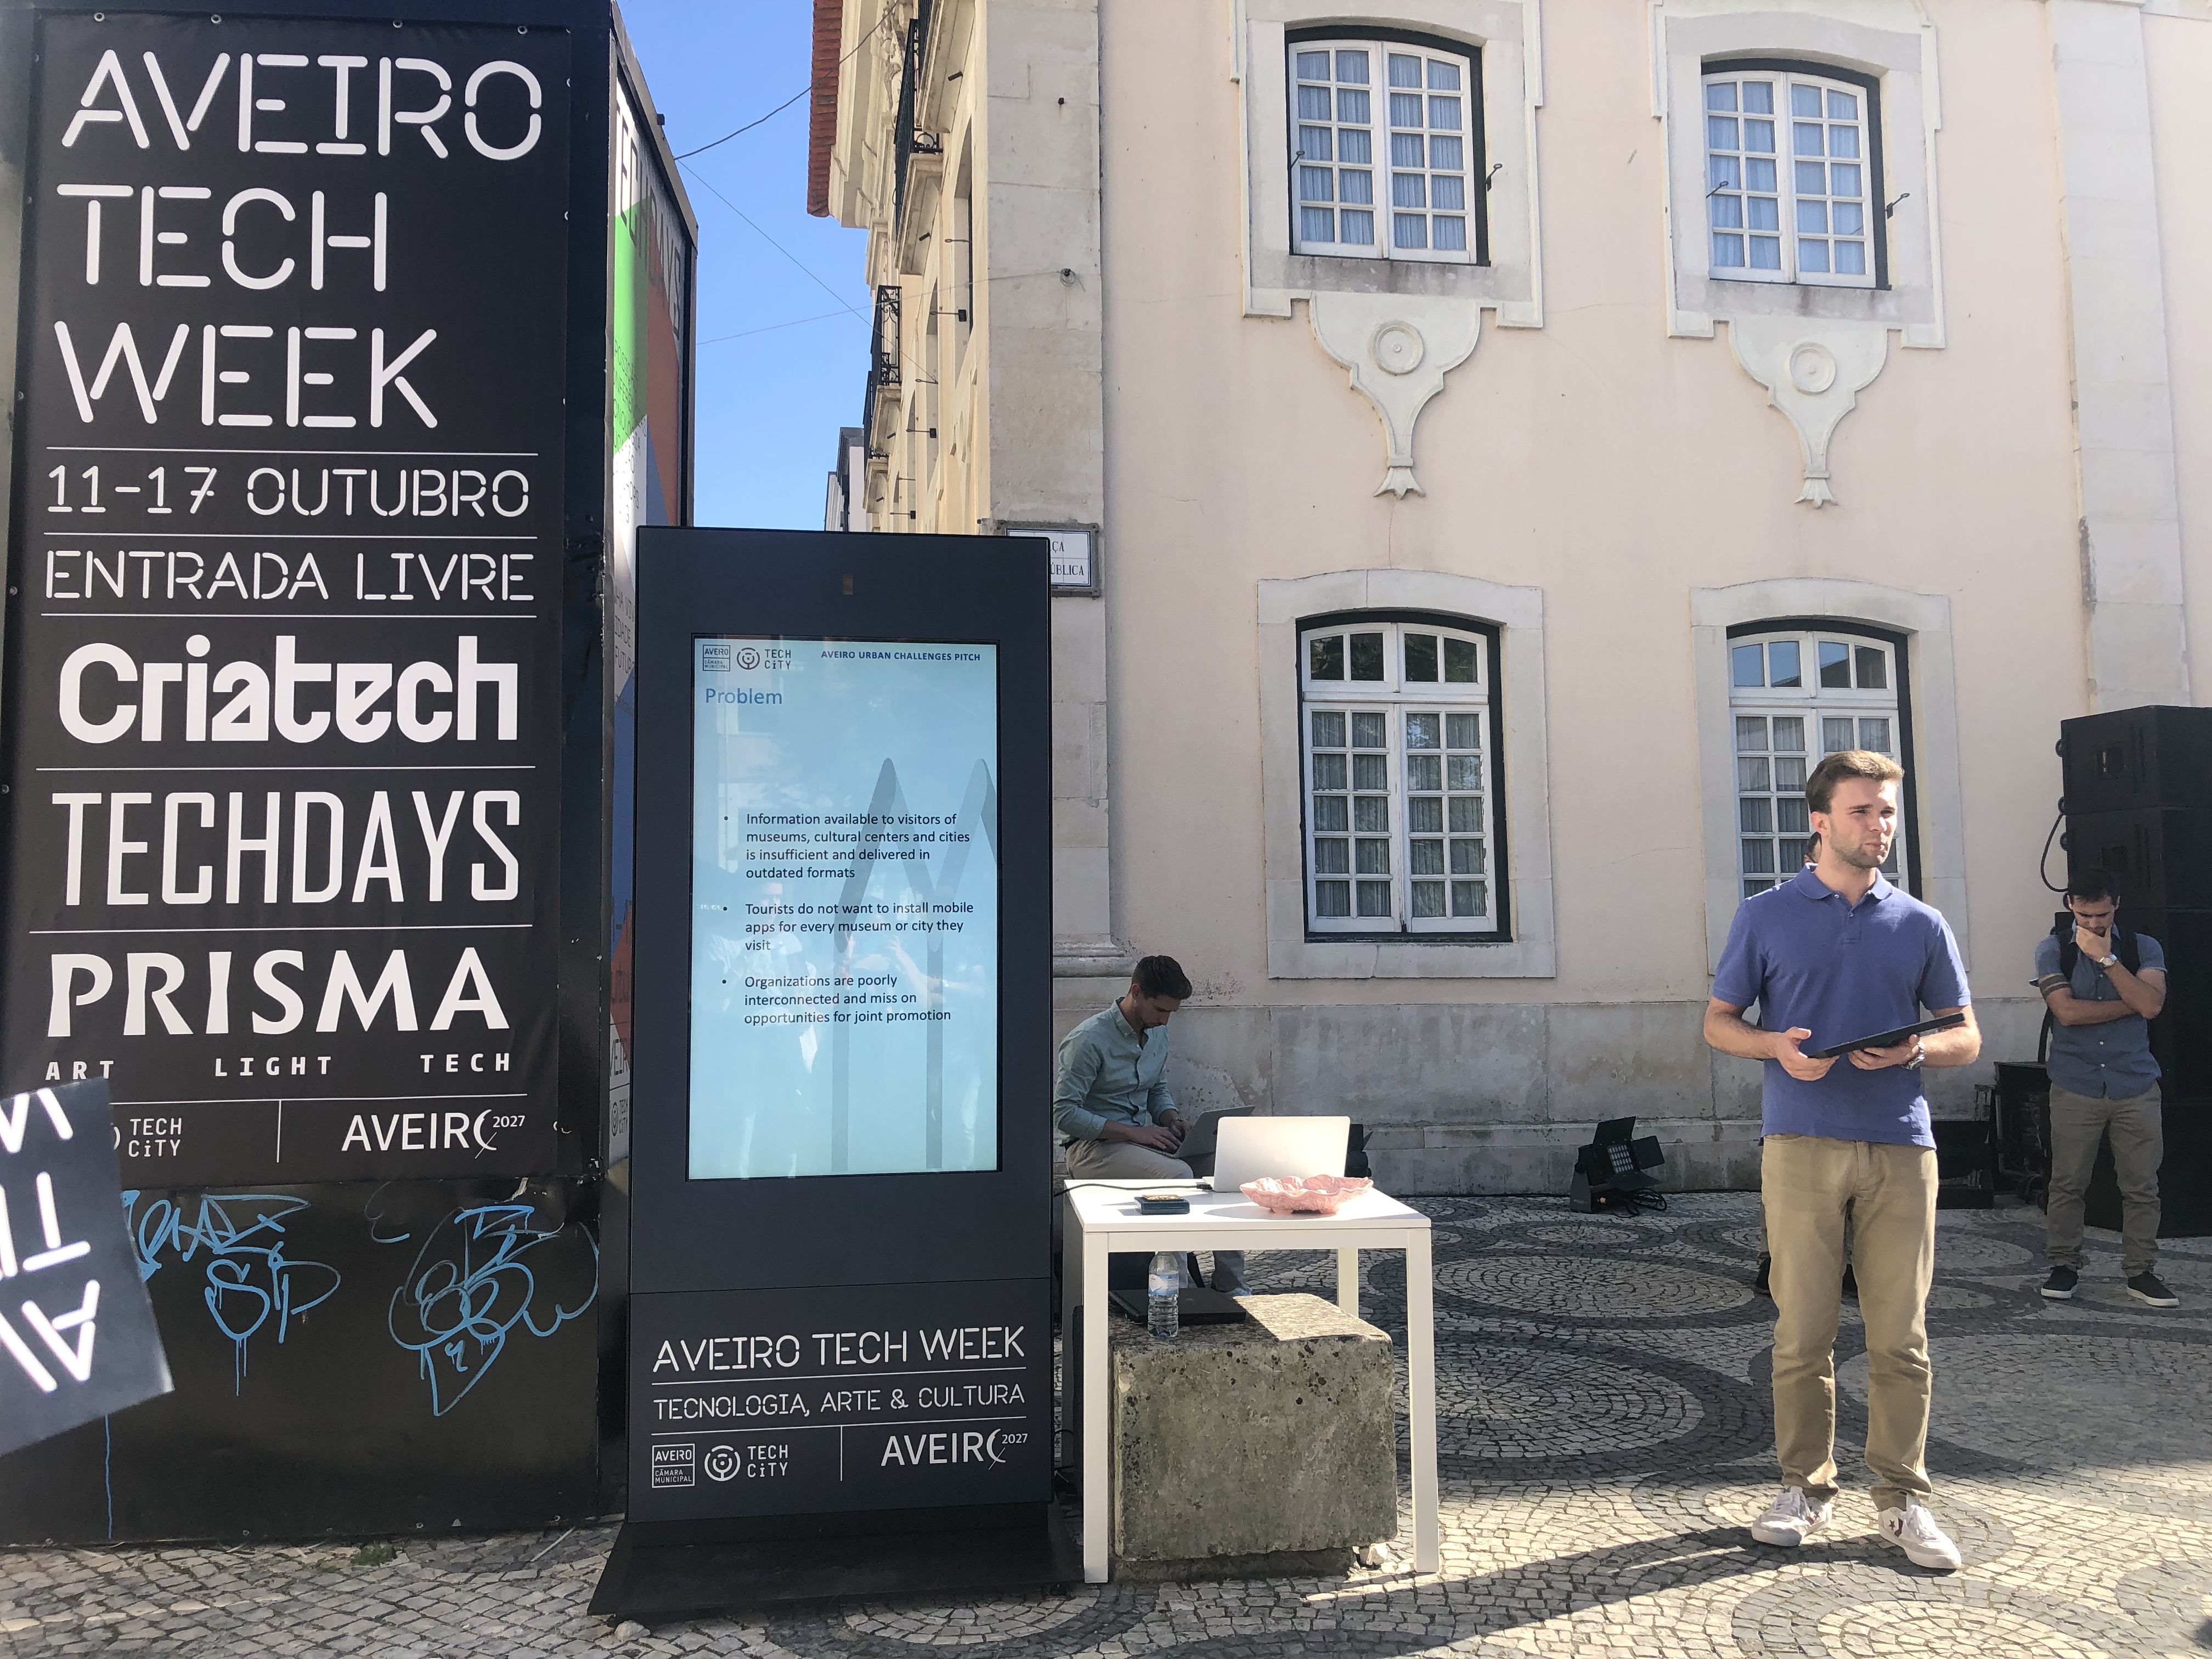 AVEIRO
TECH
WEEK
11-17 OUTUBRO
ENTRADA LIVRE
Criatech
TECHDAYS
PRISMA
ART LIGHT TECH
TECH
CiTY
AVEIRO 2027
AÇA
ÚBLICA
AVEIRO
CÂMARA
MUNICIPAL
TECH
CiTY
AVEIRO URBAN CHALLENGES PITCH
Problem
• Information available to visitors of
museums, cultural centers and cities
is insufficient and delivered in
outdated formats
• Tourists do not want to install mobile
apps for every museum or city they
visit
• Organizations are poorly
interconnected and miss on
opportunities for joint promotion
AVEIRO TECH WEEK
TECNOLOGIA, ARTE & CULTURA
AVEIRO
CÂMARA
MUNICIPAL
TECH
CiTY
AVEIRO 2027